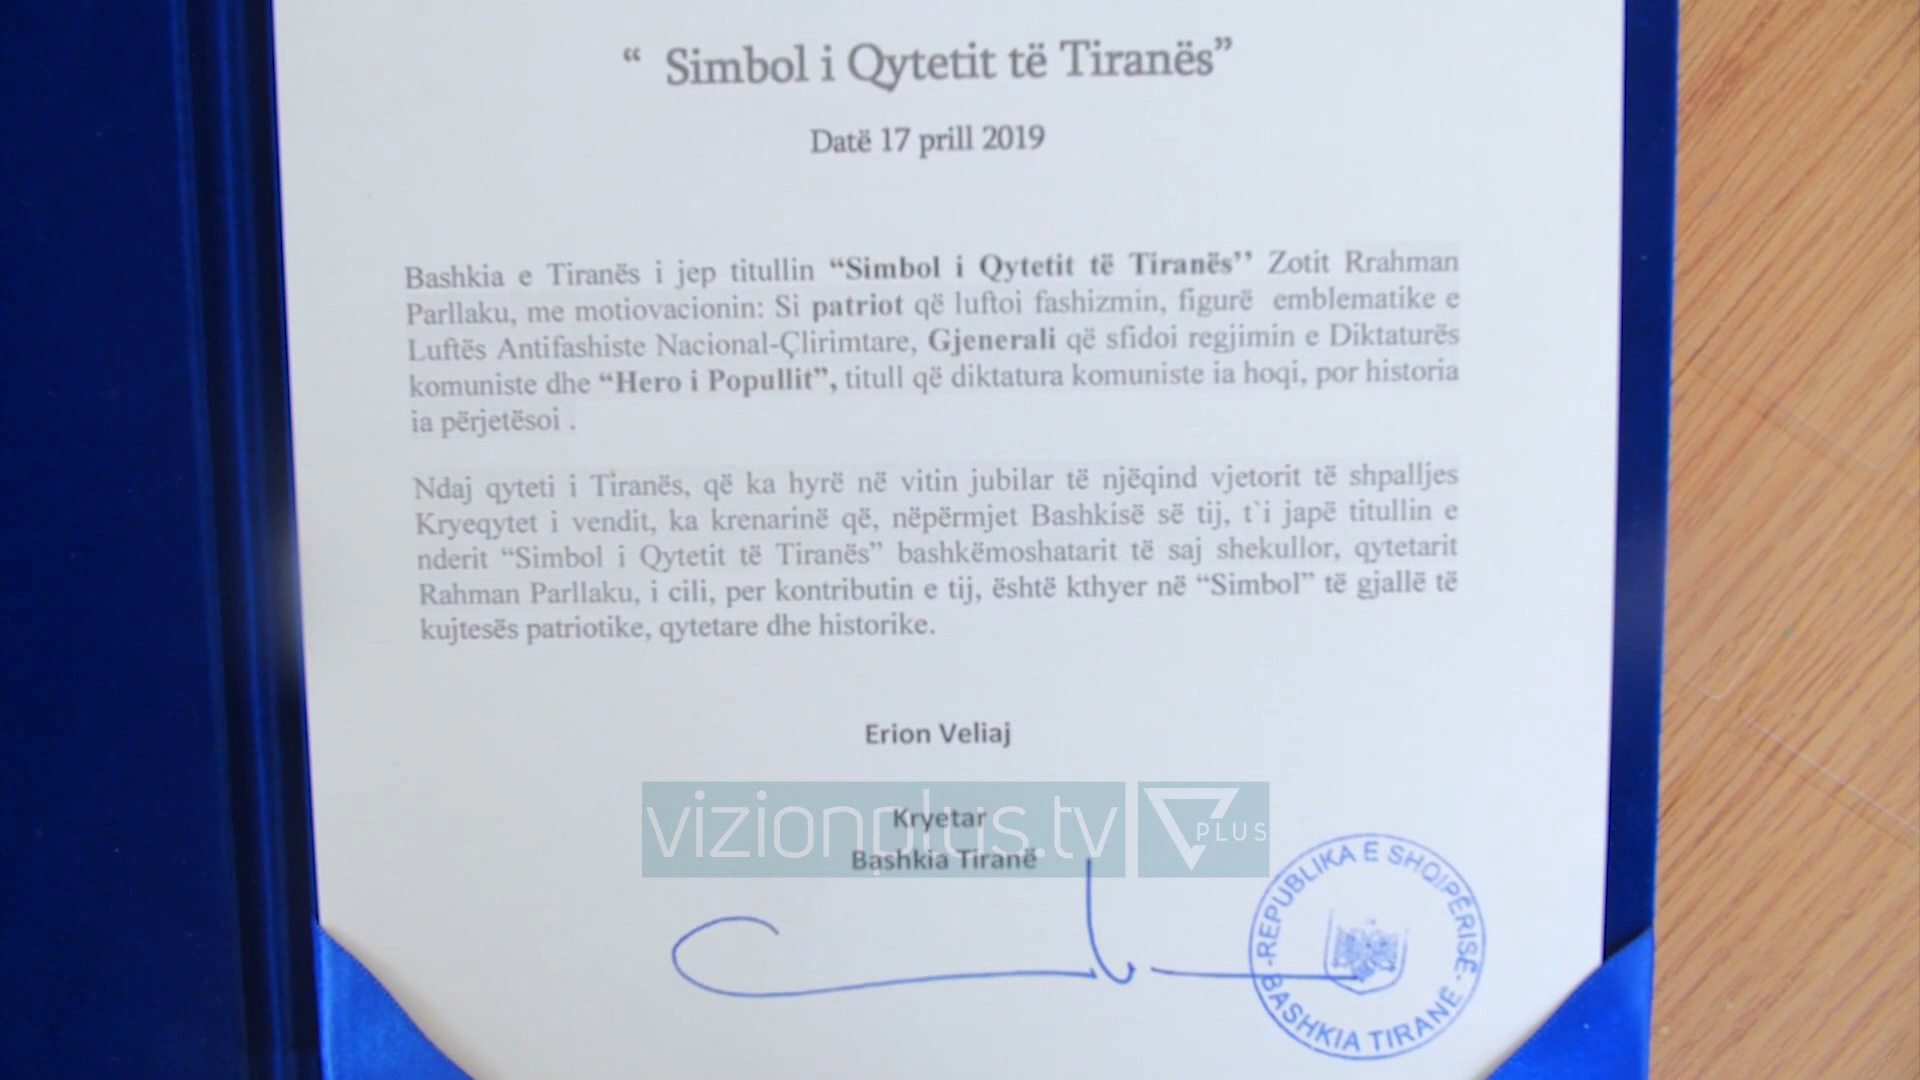 “ Simbol i Qytetit të Tiranës”
Datë 17 prill 2019
Bashkia e Tiranës i jep titullin “Simbol i Qytetit të Tiranës’’ Zotit Rrahman
Parllaku, me motiovacionin: Si patriot që luftoi fashizmin, figurë emblematike e
Luftës Antifashiste Nacional-Çlirimtare, Gjenerali që sfidoi regjimin e Diktaturës
komuniste dhe “Hero i Popullit”, titull që diktatura komuniste ia hoqi, por historia
ia përjetësoi .
Ndaj qyteti i Tiranës, që ka hyrë në vitin jubilar të njëqind vjetorit të shpalljes
Kryeqytet i vendit, ka krenarinë që, nëpërmjet Bashkisë së tij, t`i japë titullin e
nderit “Simbol i Qytetit të Tiranës” bashkëmoshatarit të saj shekullor, qytetarit
Rahman Parllaku, i cili, per kontributin e tij, është kthyer në “Simbol” të gjallë të
kujtesës patriotike, qytetare dhe historike.
Erion Veliaj
vizionplus.tv PLUS
Kryetar
Bashkia Tiranë
-REPUBLIKA E SHQIPËRISË-
BASHKIA TIRANË